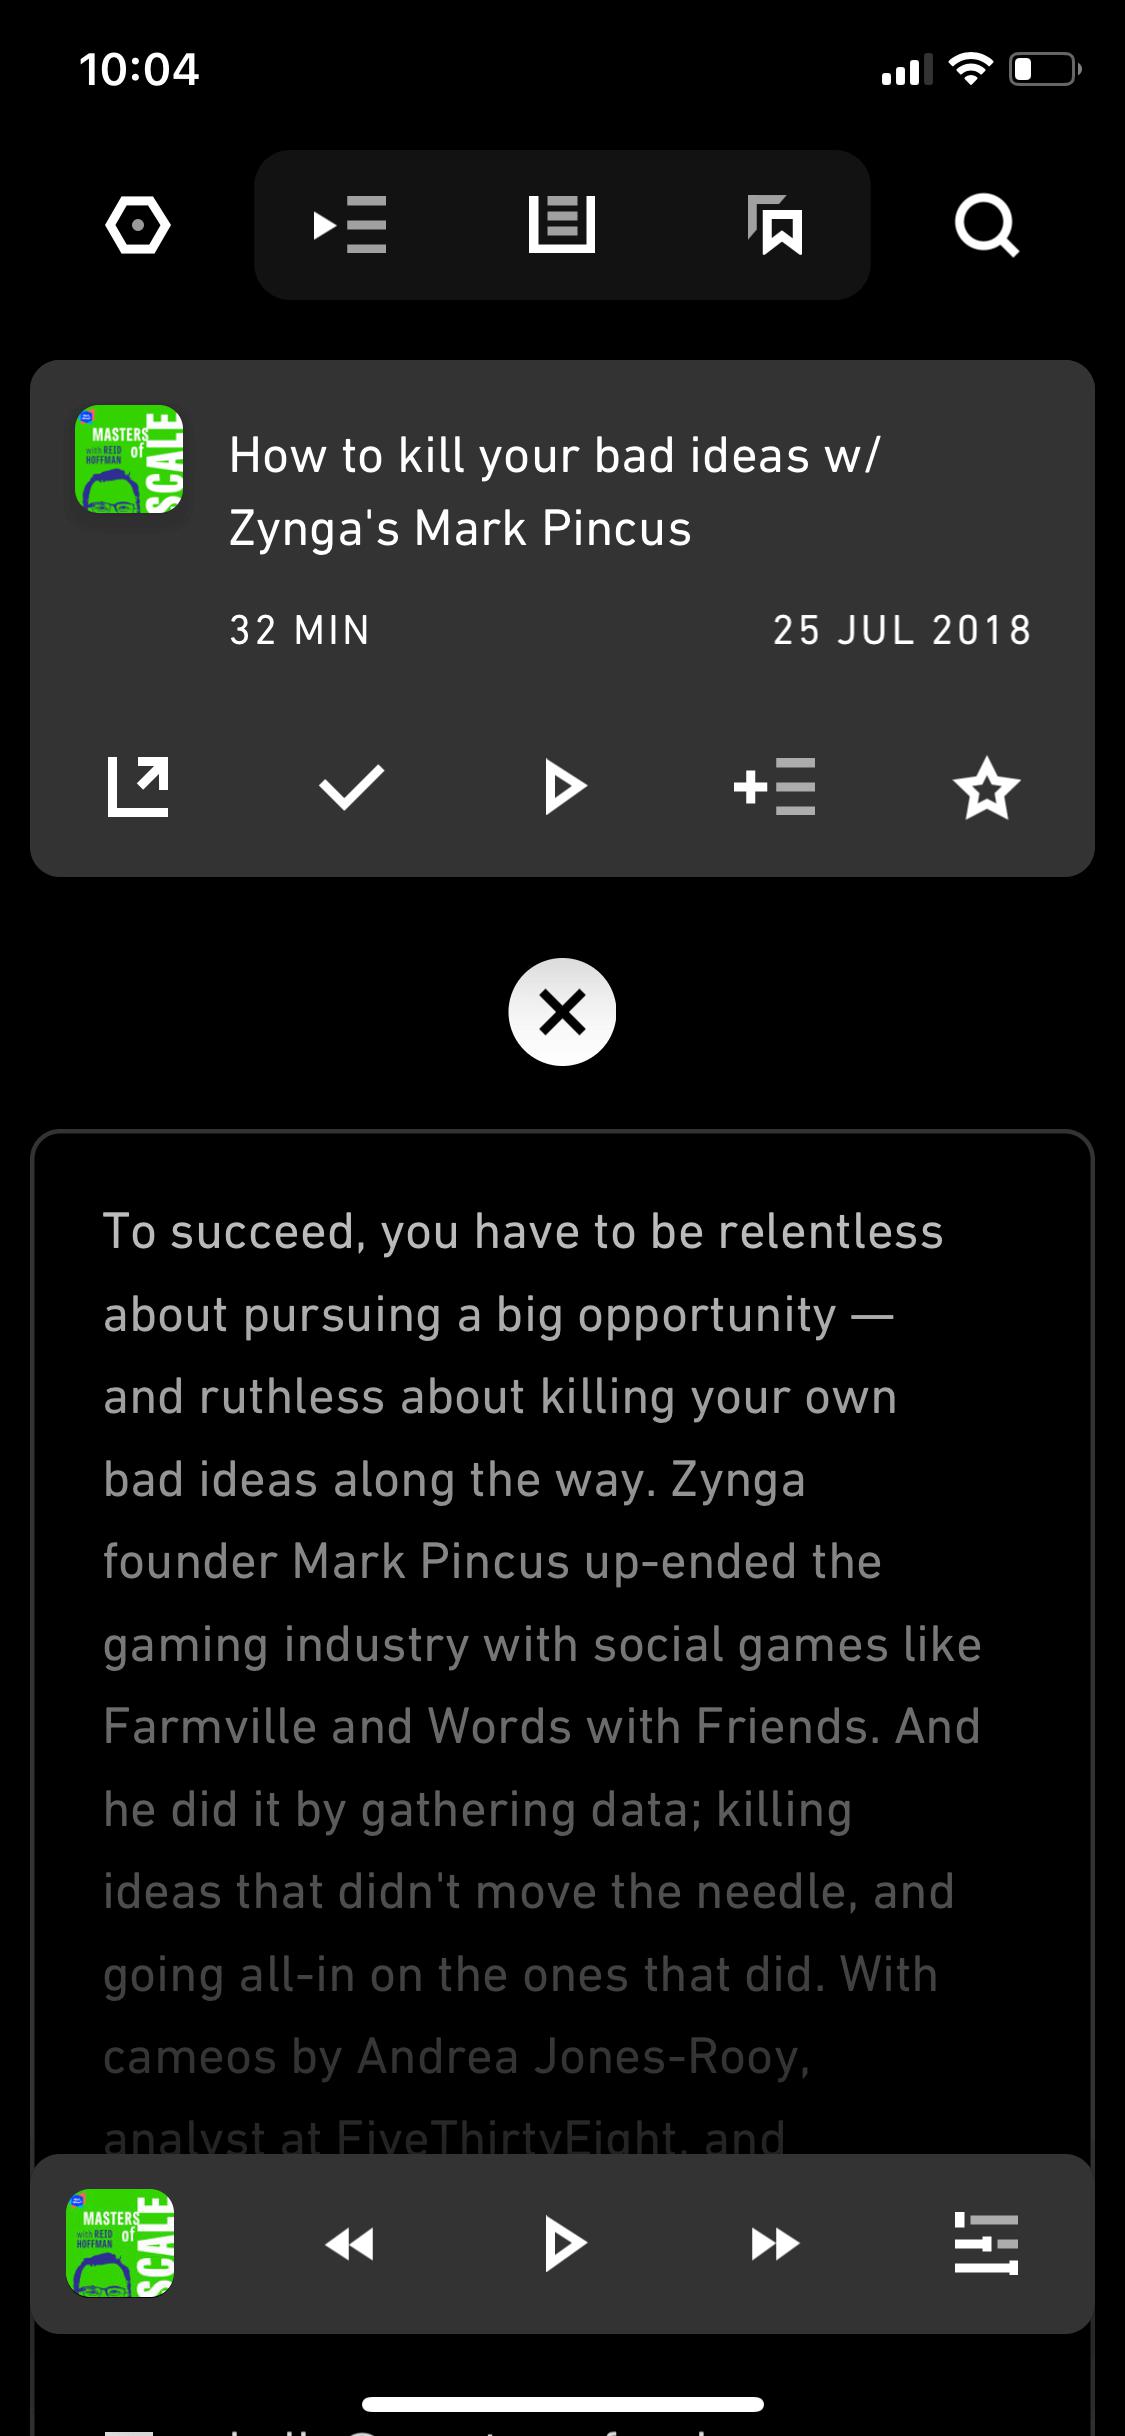 10:04
MASTERS
of
SCALE
with REID
HOFFMAN
How to kill your bad ideas w/
Zynga's Mark Pincus
32 MIN
25 JUL 2018
To succeed, you have to be relentless
about pursuing a big opportunity —
and ruthless about killing your own
bad ideas along the way. Zynga
founder Mark Pincus up-ended the
gaming industry with social games like
Farmville and Words with Friends. And
he did it by gathering data; killing
ideas that didn't move the needle, and
going all-in on the ones that did. With
cameos by Andrea Jones-Rooy,
analyst at FiveThirtyEight, and
MASTERS
of
SCALE
with REID
HOFFMAN